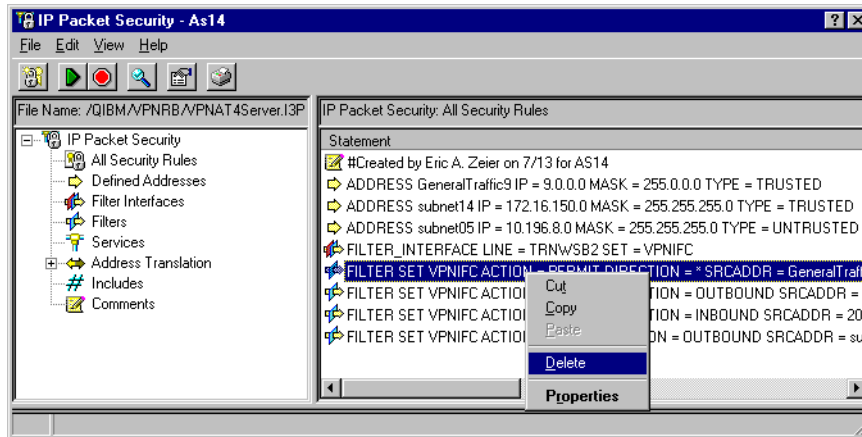 IP Packet Security - As14
File Edit View Help
File Name: /QIBM/VPNRB/VPNAT4Server.I3P
IP Packet Security: All Security Rules
IP Packet Security
All Security Rules
Defined Addresses
Filter Interfaces
Filters
Services
Address Translation
Includes
Comments
Statement
#Created by Eric A. Zeier on 7/13 for AS14
ADDRESS GeneralTraffic9 IP = 9.0.0.0 MASK = 255.0.0.0 TYPE = TRUSTED
ADDRESS subnet14 IP = 172.16.150.0 MASK = 255.255.255.0 TYPE = TRUSTED
ADDRESS subnet05 IP = 10.196.8.0 MASK = 255.255.255.0 TYPE = UNTRUSTED
FILTER_INTERFACE LINE = TRNWSB2 SET = VPNIFC
FILTER SET VPNIFC ACTION = PERMIT DIRECTION = * SRCADDR = GeneralTraff
FILTER SET VPNIFC ACTIO TION = OUTBOUND SRCADDR =
FILTER SET VPNIFC ACTIO TION = INBOUND SRCADDR = 20
FILTER SET VPNIFC ACTIO ON = OUTBOUND SRCADDR = su
Cut
Copy
Paste
Delete
Properties